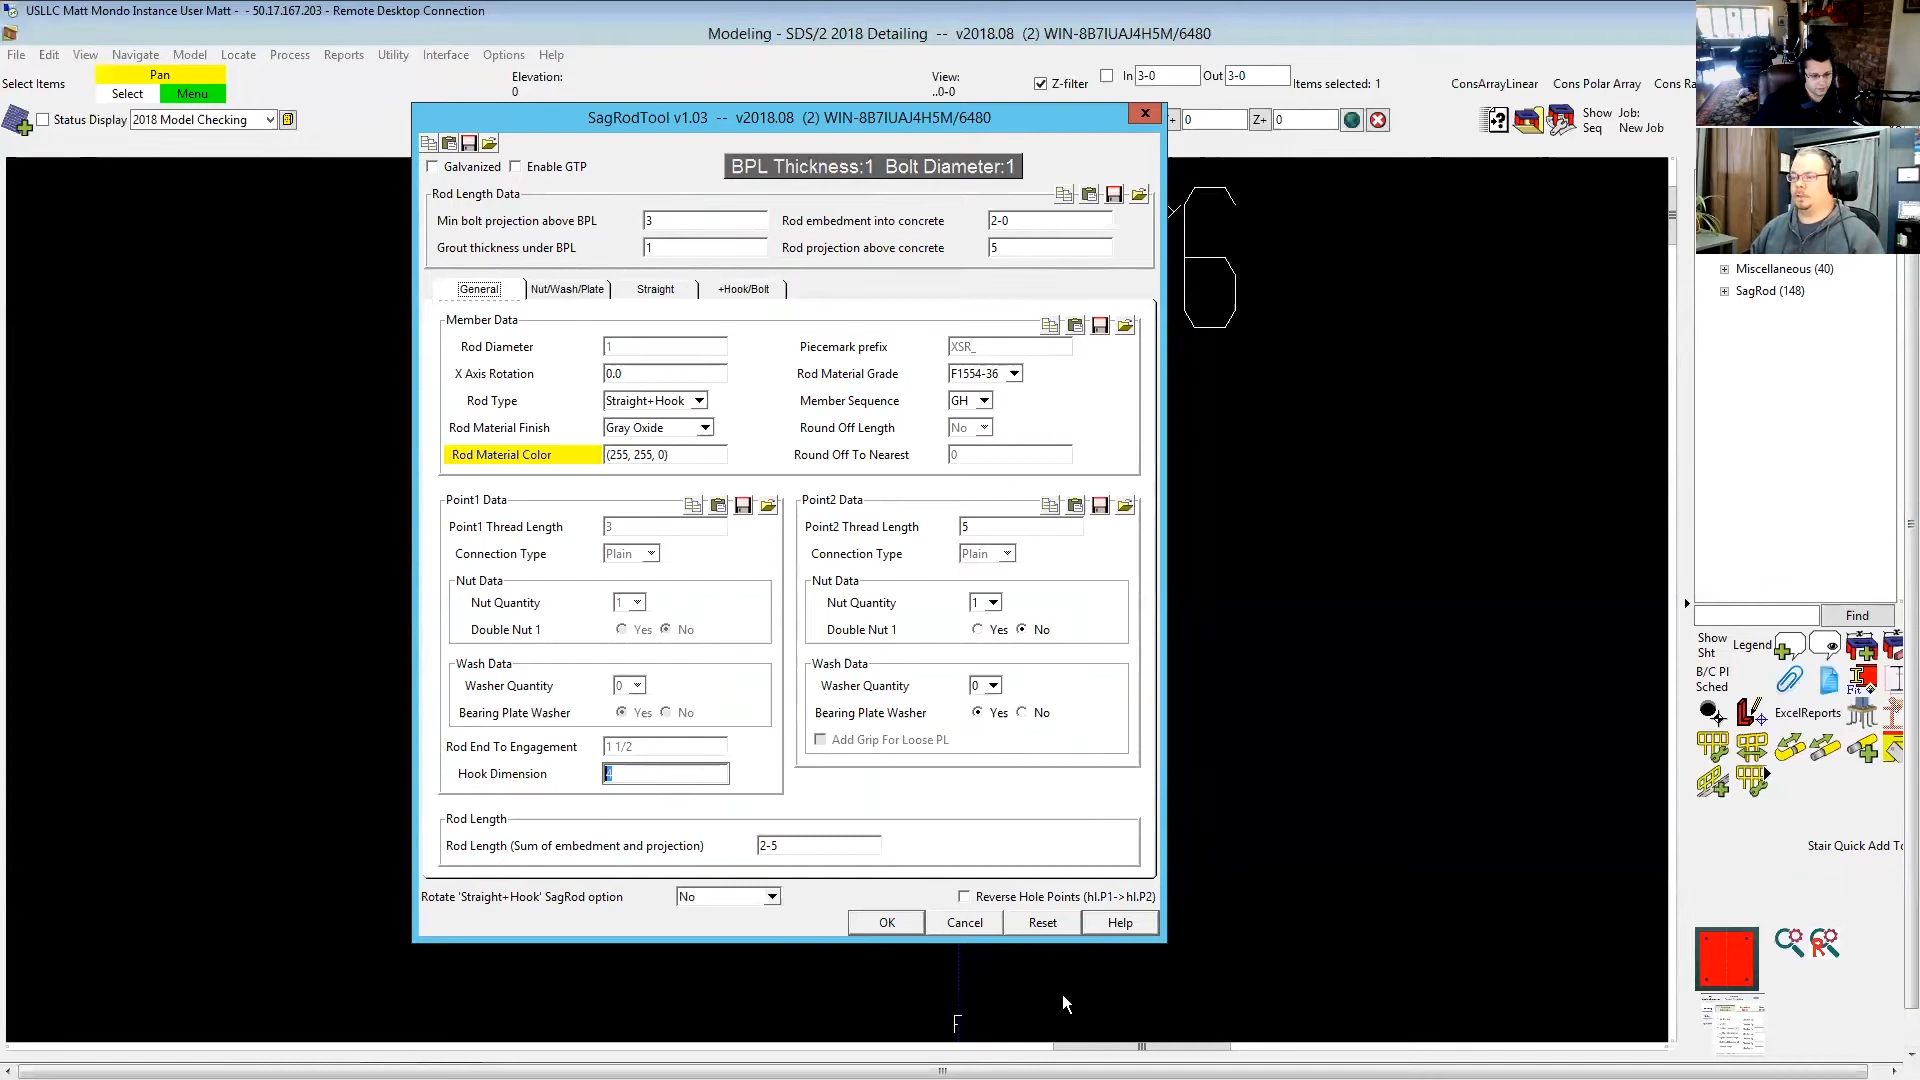 USLLC Matt Mondo Instance User Matt - - 50.17.167.203 - Remote Desktop Connection
Modeling - SDS/2 2018 Detailing -- v2018.08 (2) WIN-8B7IUAJ4H5M/6480
File Edit View Navigate Model Locate Process Reports Utility Interface Options Help
Select Items
Pan
Select Menu
Elevation:
0
View:
..0-0
Z-filter
In 3-0 Out 3-0 Items selected: 1
ConsArrayLinear Cons Polar Array Cons Ra
Status Display 2018 Model Checking
+ 0 Z+ 0
Show Seq
Job: New Job
SagRodTool v1.03 -- v2018.08 (2) WIN-8B7IUAJ4H5M/6480
Galvanized Enable GTP
BPL Thickness:1 Bolt Diameter:1
Rod Length Data
Min bolt projection above BPL 3 Rod embedment into concrete 2-0
Grout thickness under BPL 1 Rod projection above concrete 5
General Nut/Wash/Plate Straight +Hook/Bolt
Member Data
Rod Diameter 1 Piecemark prefix XSR_
X Axis Rotation 0.0 Rod Material Grade F1554-36
Rod Type Straight+Hook Member Sequence GH
Rod Material Finish Gray Oxide Round Off Length No
Rod Material Color (255, 255, 0) Round Off To Nearest 0
Point1 Data Point2 Data
Point1 Thread Length 3 Point2 Thread Length 5
Connection Type Plain Connection Type Plain
Nut Data Nut Data
Nut Quantity 1 Nut Quantity 1
Double Nut 1 Yes No Double Nut 1 Yes No
Wash Data Wash Data
Washer Quantity 0 Washer Quantity 0
Bearing Plate Washer Yes No Bearing Plate Washer Yes No
Add Grip For Loose PL
Rod End To Engagement 1 1/2
Hook Dimension 4
Rod Length
Rod Length (Sum of embedment and projection) 2-5
Rotate 'Straight+Hook' SagRod option No Reverse Hole Points (hl.P1->hl.P2)
OK Cancel Reset Help
6
F
Miscellaneous (40)
SagRod (148)
Find
Show Sht
Legend
B/C Pl Sched
Fit
ExcelReports
Stair Quick Add To